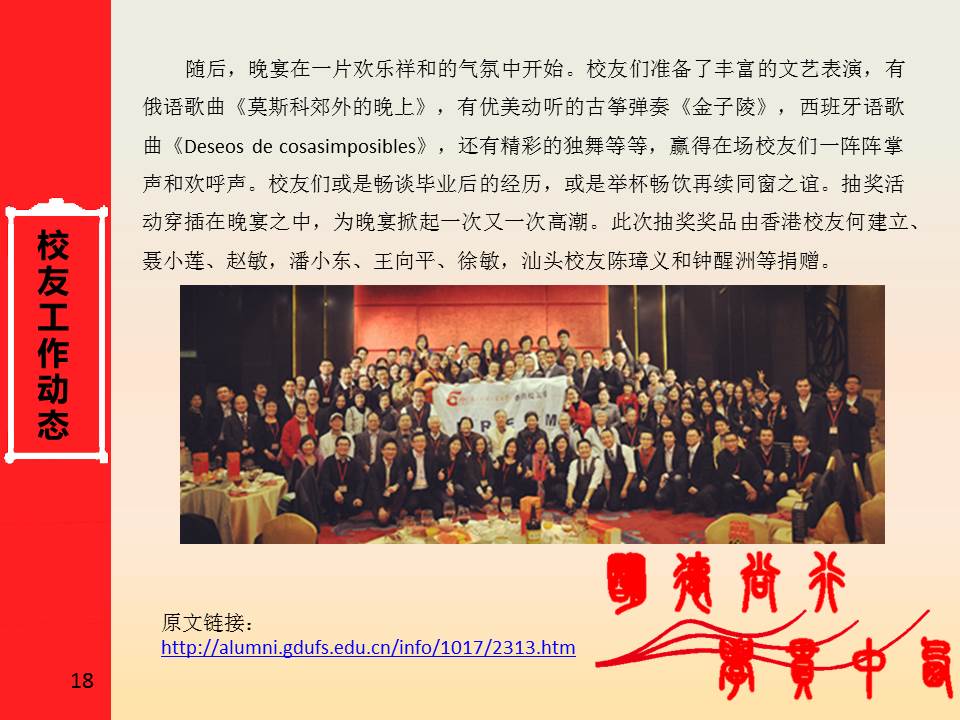 随后，晚宴在一片欢乐祥和的气氛中开始。校友们准备了丰富的文艺表演，有
俄语歌曲《莫斯科郊外的晚上》，有优美动听的古筝弹奏《金子陵》，西班牙语歌
曲《Deseos de cosasimposibles》，还有精彩的独舞等等，赢得在场校友们一阵阵掌
声和欢呼声。校友们或是畅谈毕业后的经历，或是举杯畅饮再续同窗之谊。抽奖活
动穿插在晚宴之中，为晚宴掀起一次又一次高潮。此次抽奖奖品由香港校友何建立、
聂小莲、赵敏，潘小东、王向平、徐敏，汕头校友陈璋义和钟醒洲等捐赠。
校友工作动态
原文链接：
http://alumni.gdufs.edu.cn/info/1017/2313.htm
明德尚行
學貫中
18